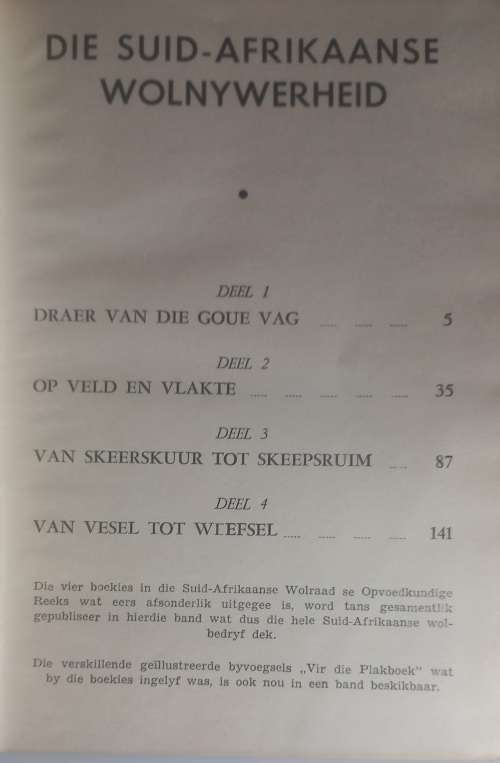 DIE SUID-AFRIKAANSE
WOLNYWERHEID
•
DEEL 1
DRAER VAN DIE GOUE VAG ..... ..... ..... 5
DEEL 2
OP VELD EN VLAKTE ..... ..... ..... ..... ..... 35
DEEL 3
VAN SKEERSKUUR TOT SKEEPSRUIM ..... 87
DEEL 4
VAN VESEL TOT WEEFSEL ..... ..... ..... ..... 141
Die vier boekies in die Suid-Afrikaanse Wolraad se Opvoedkundige
Reeks wat eers afsonderlik uitgegee is, word tans gesamentlik
gepubliseer in hierdie band wat dus die hele Suid-Afrikaanse wol-
bedryf dek.
Die verskillende geïllustreerde byvoegsels „Vir die Plakboek” wat
by die boekies ingelyf was, is ook nou in een band beskikbaar.